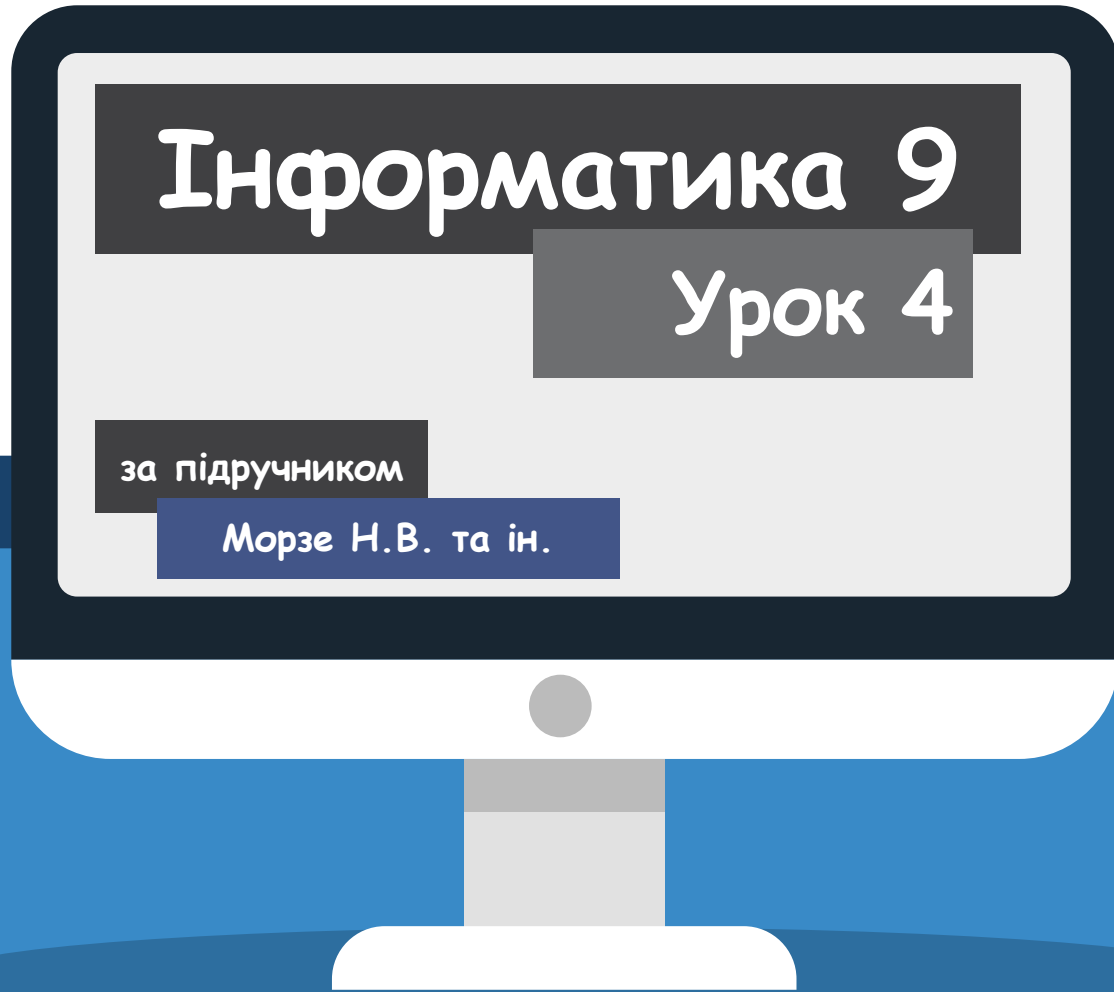 Інформатика 9
Урок 4
за підручником
Морзе Н.В. та ін.